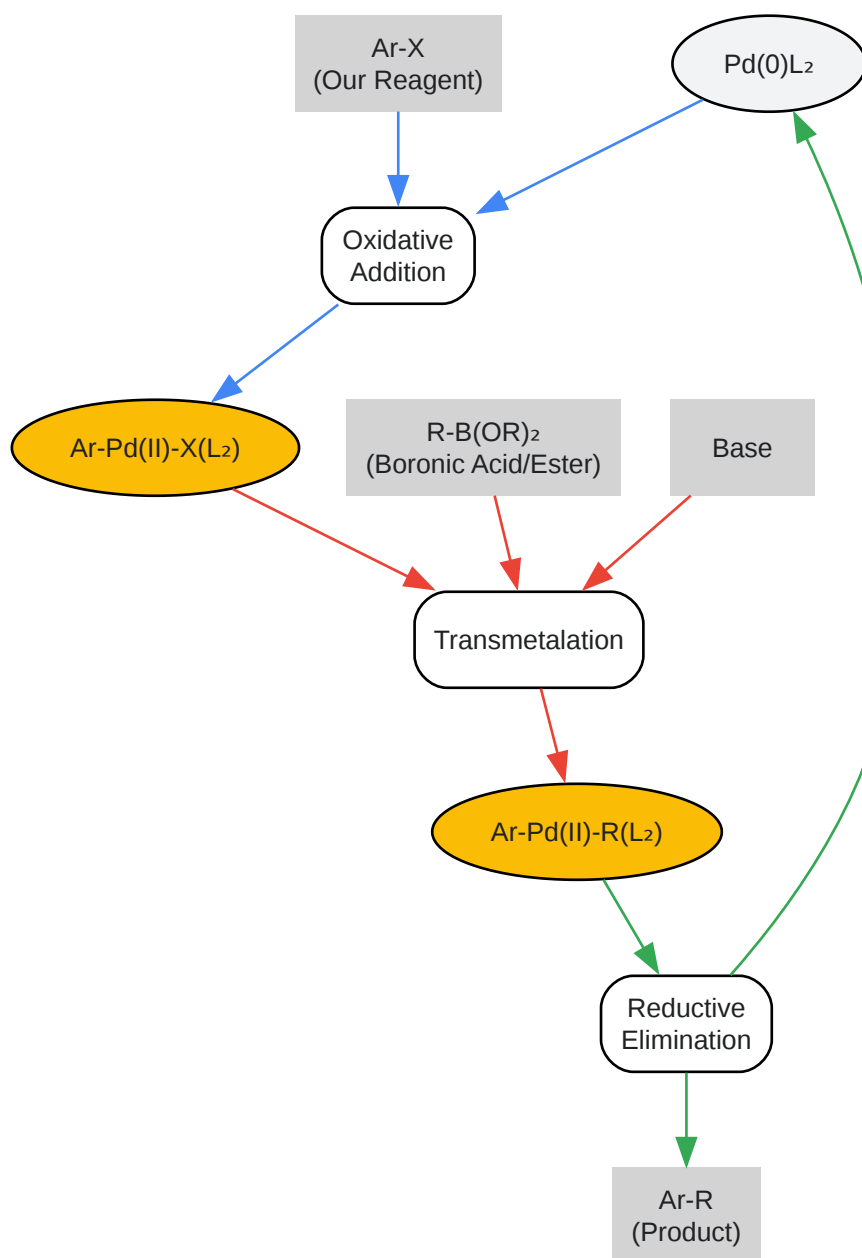 Ar-X
(Our Reagent)
Pd(0)L₂
Oxidative
Addition
Ar-Pd(II)-X(L₂)
R-B(OR)₂
(Boronic Acid/Ester)
Base
Transmetalation
Ar-Pd(II)-R(L₂)
Reductive
Elimination
Ar-R
(Product)